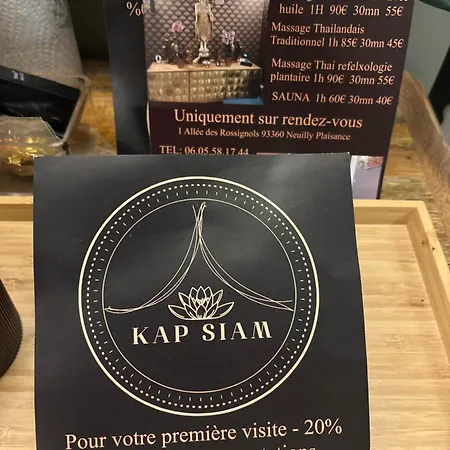 huile 1H 90€ 30mn 55€
Massage Thailandais
Traditionnel 1h 85€ 30mn 45€
Massage Thai refelxologie
plantaire 1h 90€ 30mn 55€
SAUNA 1h 60€ 30mn 40€
Uniquement sur rendez-vous
1 Allée des Rossignols 93360 Neuilly Plaisance
TEL: 06.05.58.17.44
KAP SIAM
Pour votre première visite - 20%